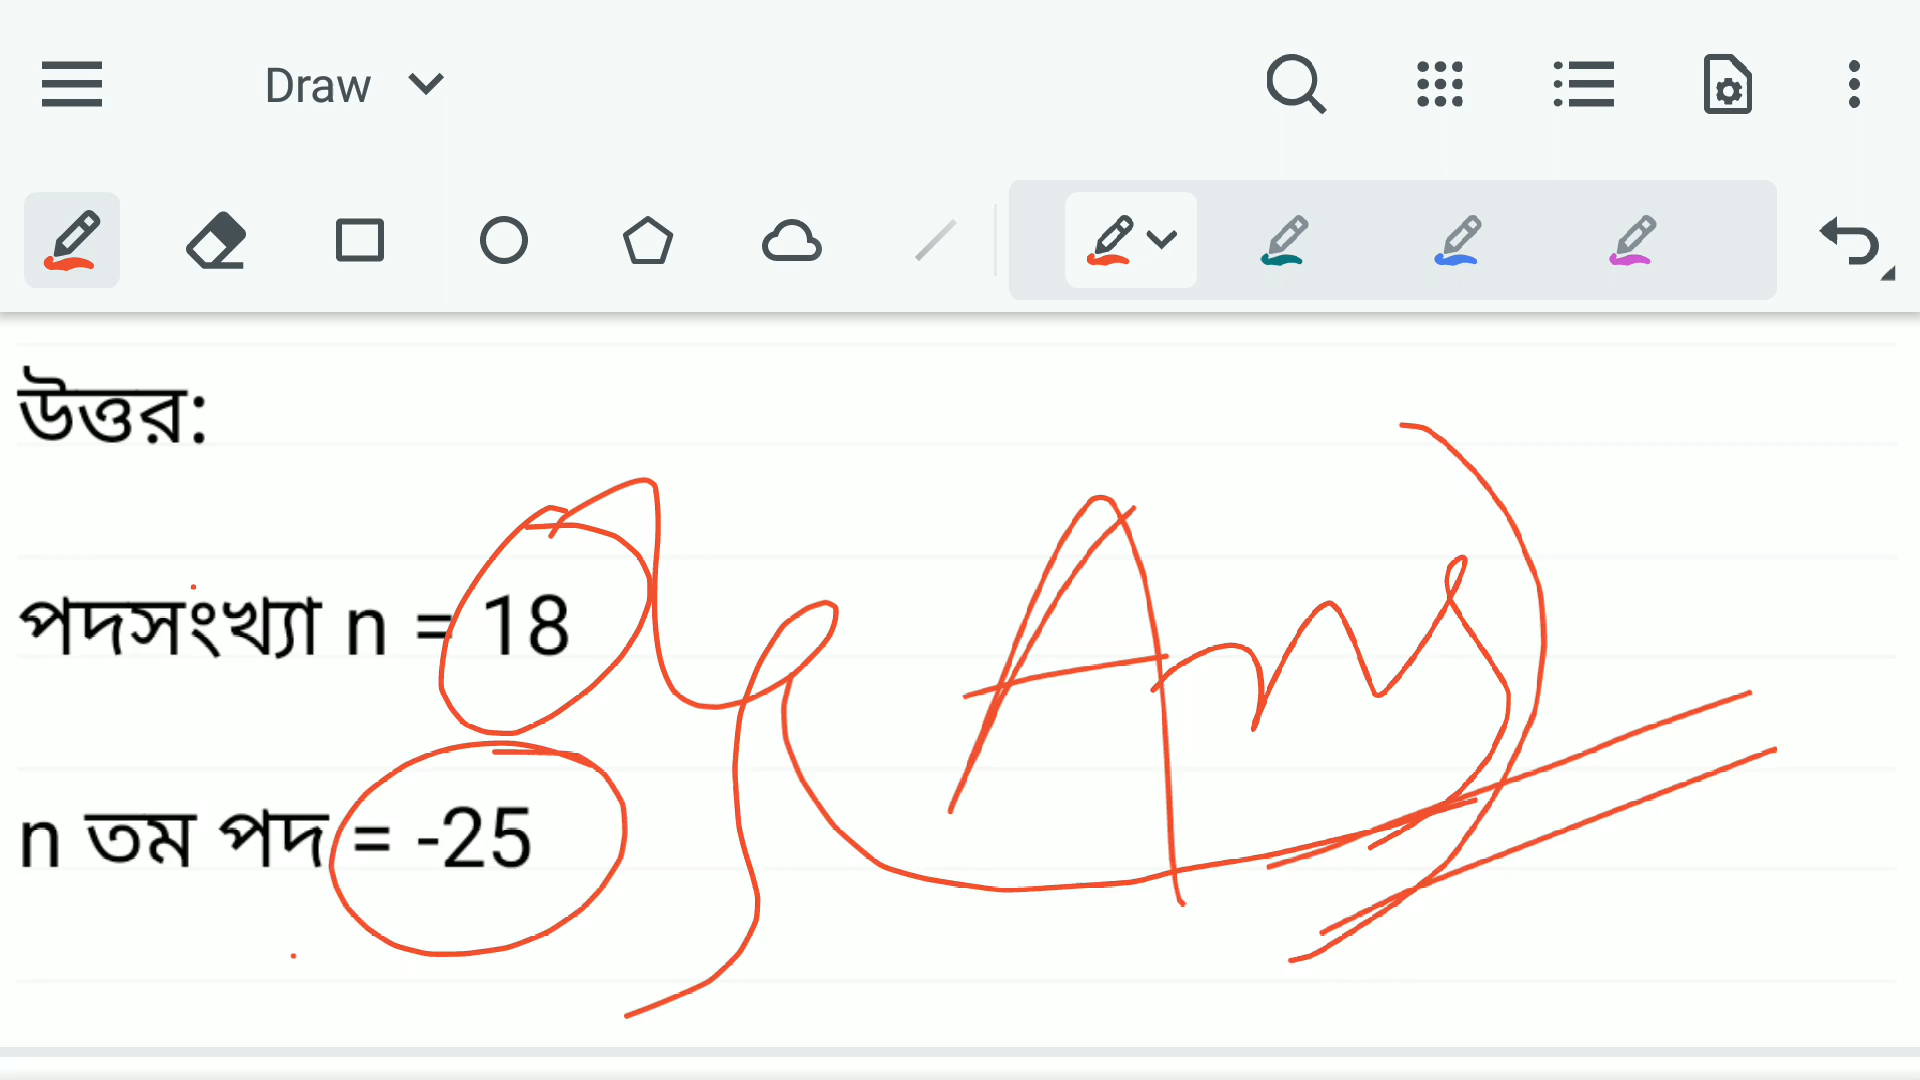 Draw
উত্তর:
পদসংখ্যা n = 18
n তম পদ = -25
Ans